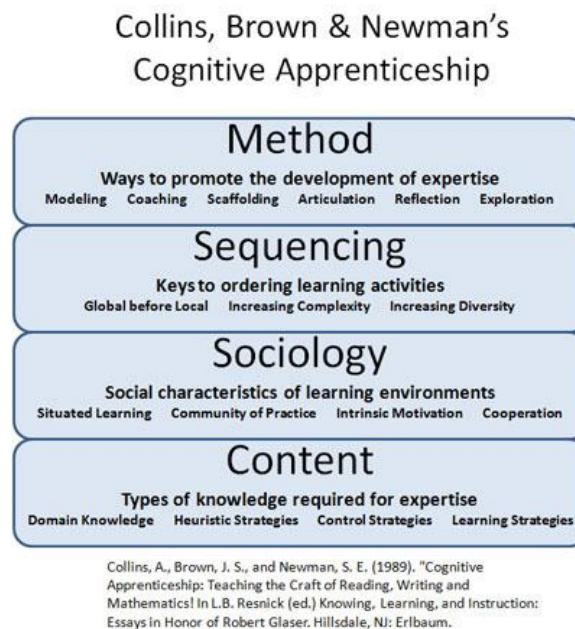 Collins, Brown & Newman's
Cognitive Apprenticeship
Method
Ways to promote the development of expertise
Modeling Coaching Scaffolding Articulation Reflection Exploration
Sequencing
Keys to ordering learning activities
Global before Local Increasing Complexity Increasing Diversity
Sociology
Social characteristics of learning environments
Situated Learning Community of Practice Intrinsic Motivation Cooperation
Content
Types of knowledge required for expertise
Domain Knowledge Heuristic Strategies Control Strategies Learning Strategies
Collins, A., Brown, J. S., and Newman, S. E. (1989). "Cognitive
Apprenticeship: Teaching the Craft of Reading, Writing and
Mathematics! In L.B. Resnick (ed.) Knowing, Learning, and Instruction:
Essays in Honor of Robert Glaser. Hillsdale, NJ: Erlbaum.